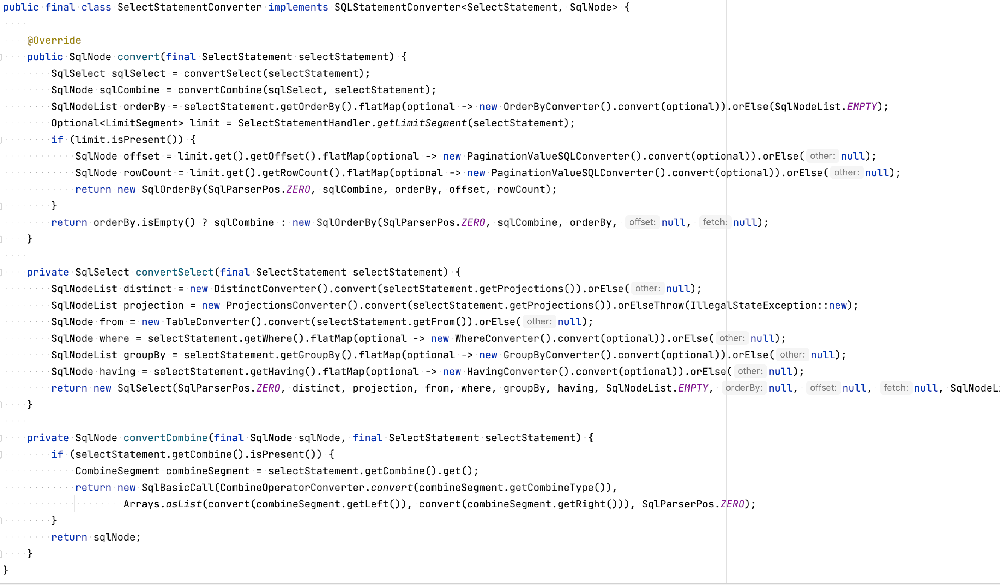 public final class SelectStatementConverter implements SQLStatementConverter<SelectStatement, SqlNode> {
@Override
public SqlNode convert(final SelectStatement selectStatement) {
SqlSelect sqlSelect = convertSelect(selectStatement);
SqlNode sqlCombine = convertCombine(sqlSelect, selectStatement);
SqlNodeList orderBy = selectStatement.getOrderBy().flatMap(optional -> new OrderByConverter().convert(optional)).orElse(SqlNodeList.EMPTY);
Optional<LimitSegment> limit = SelectStatementHandler.getLimitSegment(selectStatement);
if (limit.isPresent()) {
SqlNode offset = limit.get().getOffset().flatMap(optional -> new PaginationValueSQLConverter().convert(optional)).orElse( other: null);
SqlNode rowCount = limit.get().getRowCount().flatMap(optional -> new PaginationValueSQLConverter().convert(optional)).orElse( other: null);
return new SqlOrderBy(SqlParserPos.ZERO, sqlCombine, orderBy, offset, rowCount);
}
return orderBy.isEmpty() ? sqlCombine : new SqlOrderBy(SqlParserPos.ZERO, sqlCombine, orderBy, offset: null, fetch: null);
}
private SqlSelect convertSelect(final SelectStatement selectStatement) {
SqlNodeList distinct = new DistinctConverter().convert(selectStatement.getProjections()).orElse( other: null);
SqlNodeList projection = new ProjectionsConverter().convert(selectStatement.getProjections()).orElseThrow(IllegalStateException::new);
SqlNode from = new TableConverter().convert(selectStatement.getFrom()).orElse( other: null);
SqlNode where = selectStatement.getWhere().flatMap(optional -> new WhereConverter().convert(optional)).orElse( other: null);
SqlNodeList groupBy = selectStatement.getGroupBy().flatMap(optional -> new GroupByConverter().convert(optional)).orElse( other: null);
SqlNode having = selectStatement.getHaving().flatMap(optional -> new HavingConverter().convert(optional)).orElse( other: null);
return new SqlSelect(SqlParserPos.ZERO, distinct, projection, from, where, groupBy, having, SqlNodeList.EMPTY, orderBy: null, offset: null, fetch: null,
}
private SqlNode convertCombine(final SqlNode sqlNode, final SelectStatement selectStatement) {
if (selectStatement.getCombine().isPresent()) {
CombineSegment combineSegment = selectStatement.getCombine().get();
return new SqlBasicCall(CombineOperatorConverter.convert(combineSegment.getCombineType()),
Arrays.asList(convert(combineSegment.getLeft()), convert(combineSegment.getRight())), SqlParserPos.ZERO);
}
return sqlNode;
}
}